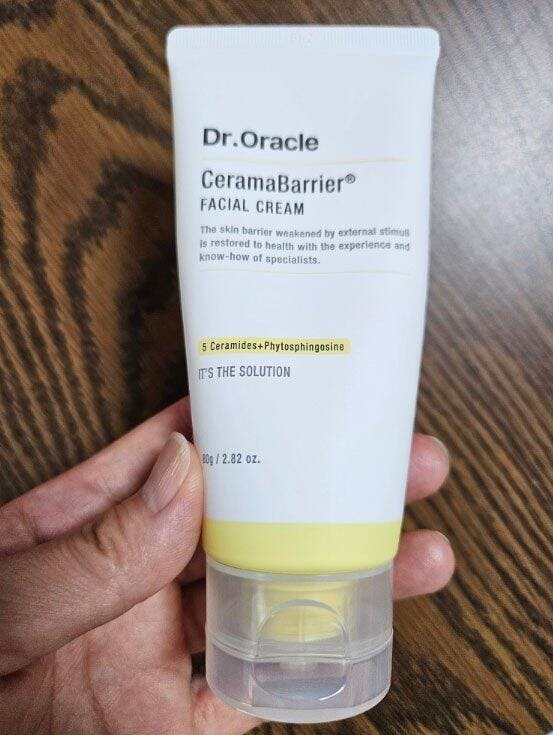 Dr.Oracle
CeramaBarrier®
FACIAL CREAM
The skin barrier weakened by external stimuli
is restored to health with the experience and
know-how of specialists.
5 Ceramides+Phytosphingosine
IT'S THE SOLUTION
80g / 2.82 oz.